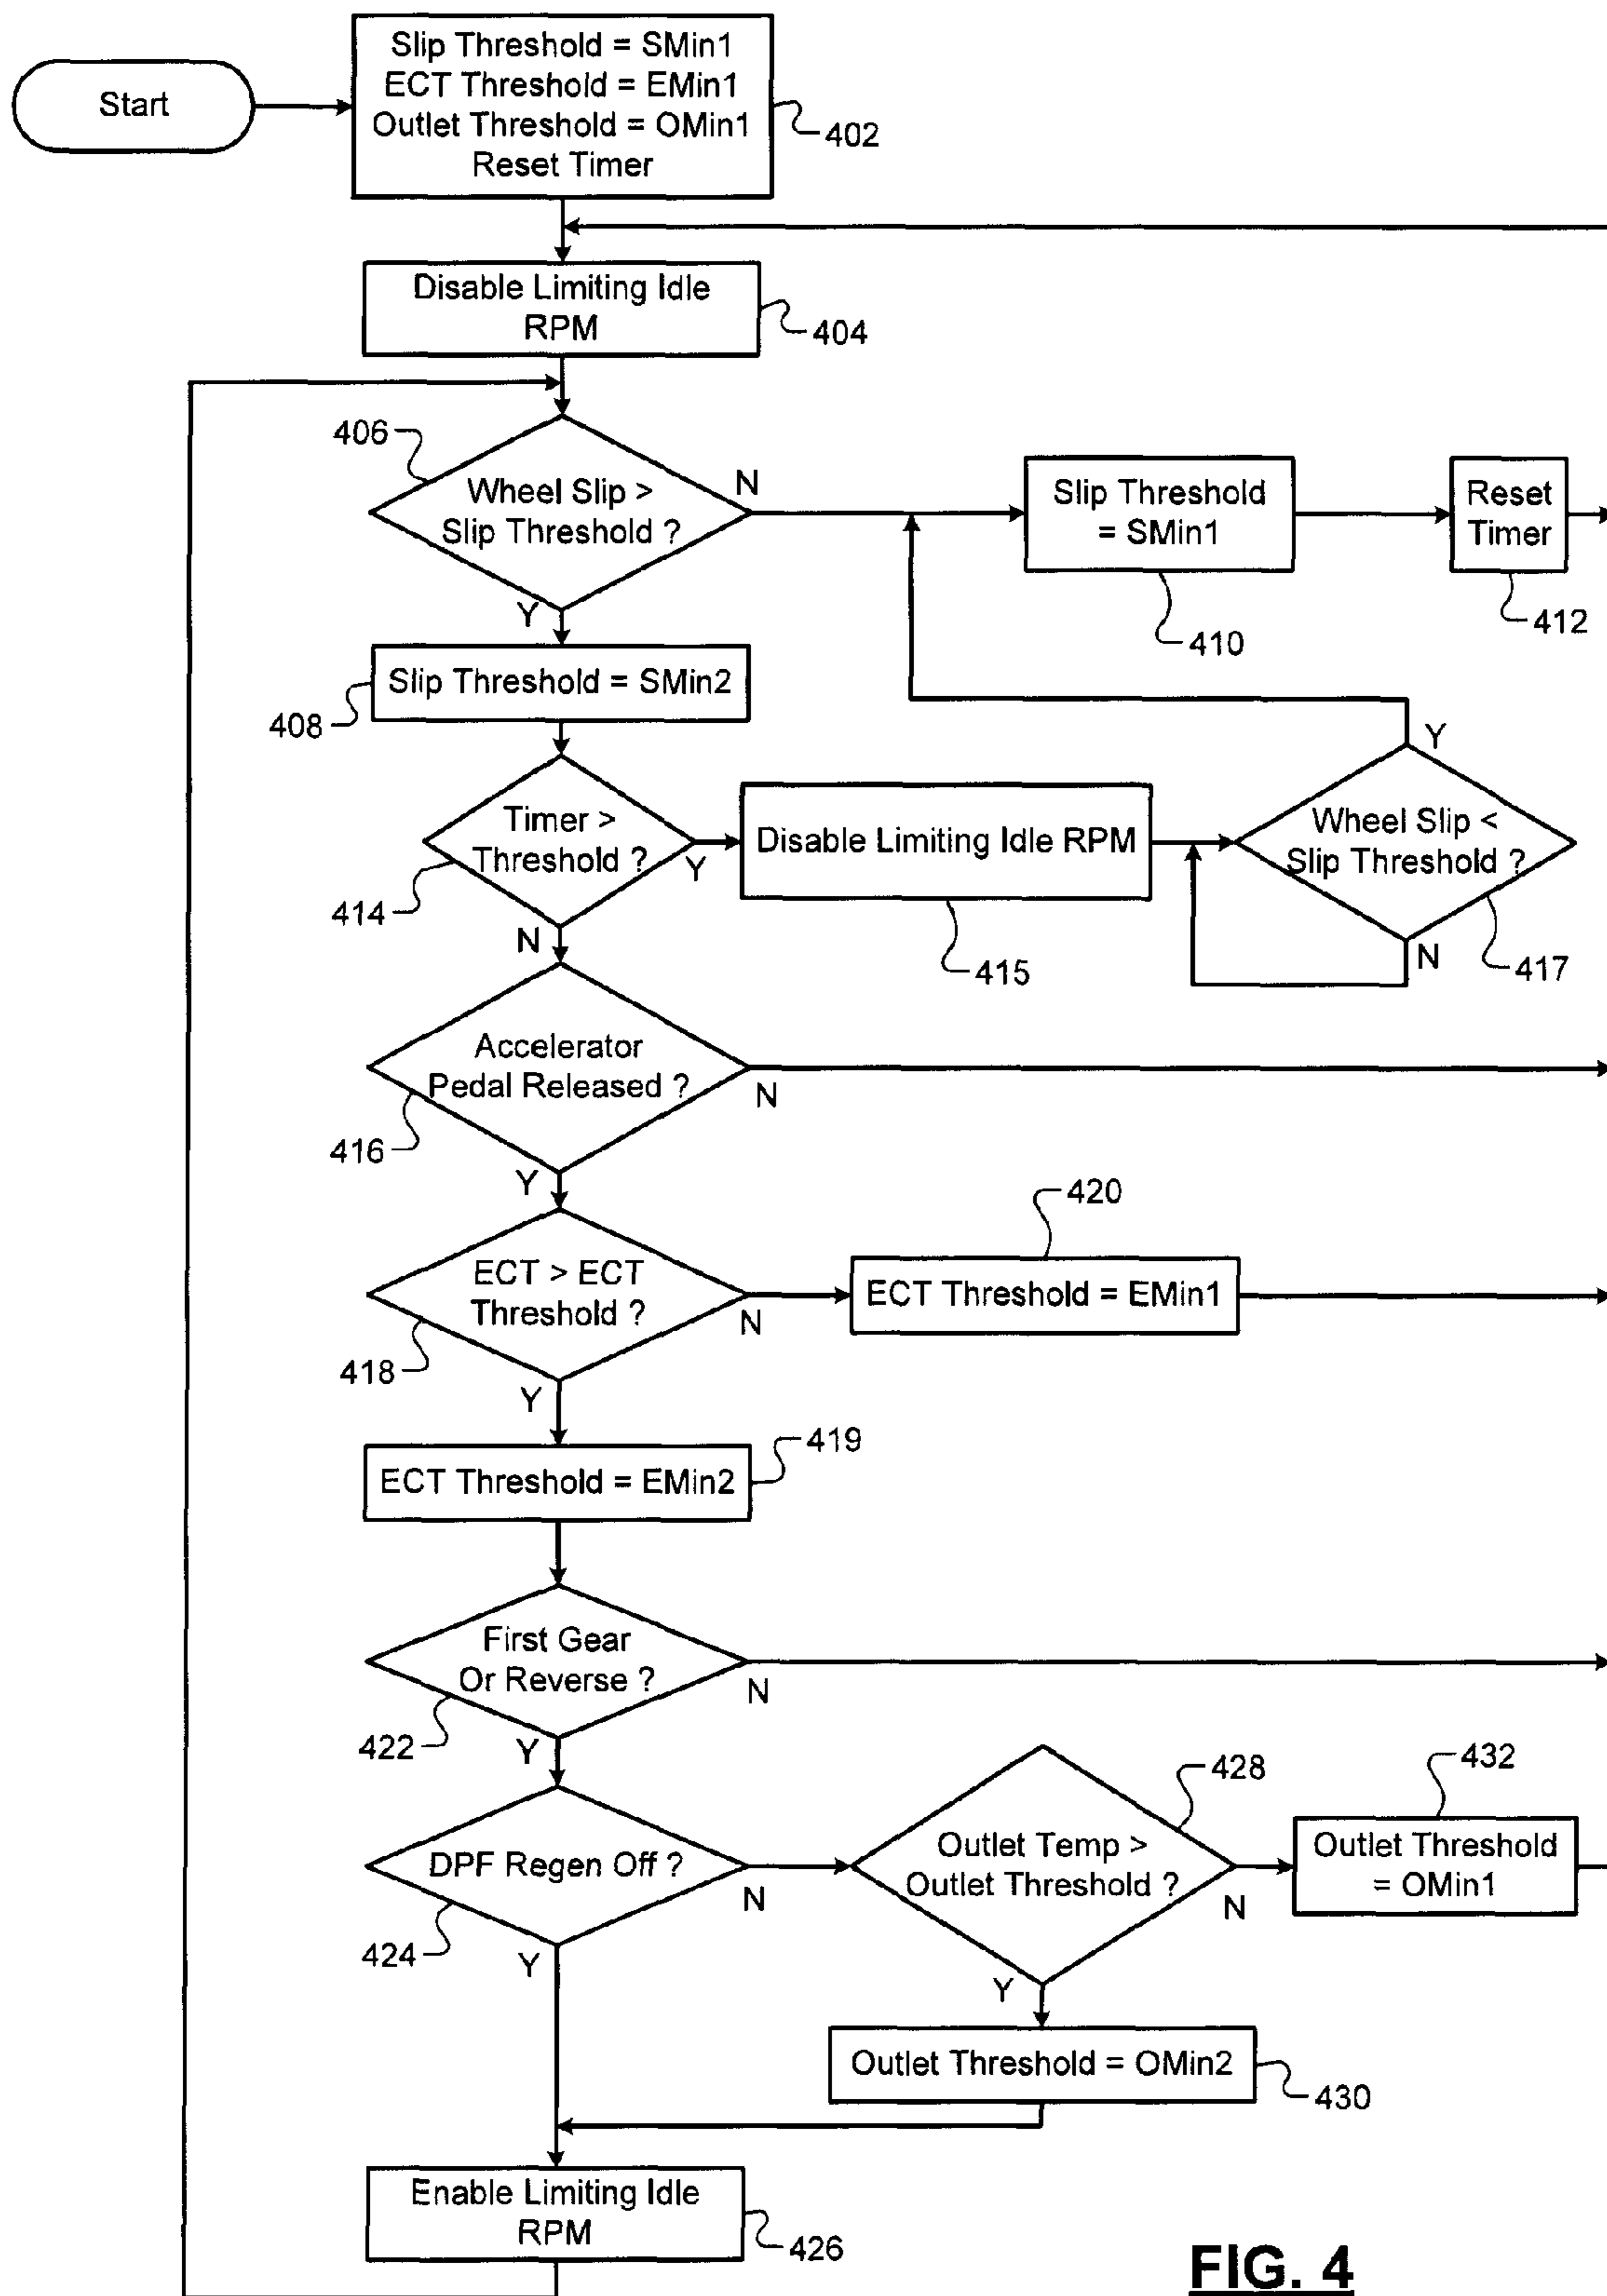 Start
Slip Threshold = SMin1
ECT Threshold = EMin1
Outlet Threshold = OMin1
Reset Timer
402
Disable Limiting Idle
RPM
404
406
Wheel Slip >
Slip Threshold ?
N
Y
Slip Threshold
= SMin1
410
Reset
Timer
412
Slip Threshold = SMin2
408
Timer >
Threshold ?
Y
N
414
Disable Limiting Idle RPM
415
Wheel Slip <
Slip Threshold ?
Y
N
417
Accelerator
Pedal Released ?
N
Y
416
ECT > ECT
Threshold ?
N
Y
418
420
ECT Threshold = EMin1
419
ECT Threshold = EMin2
First Gear
Or Reverse ?
N
Y
422
DPF Regen Off ?
N
Y
424
428
Outlet Temp >
Outlet Threshold ?
N
Y
432
Outlet Threshold
= OMin1
Outlet Threshold = OMin2
430
Enable Limiting Idle
RPM
426
FIG. 4